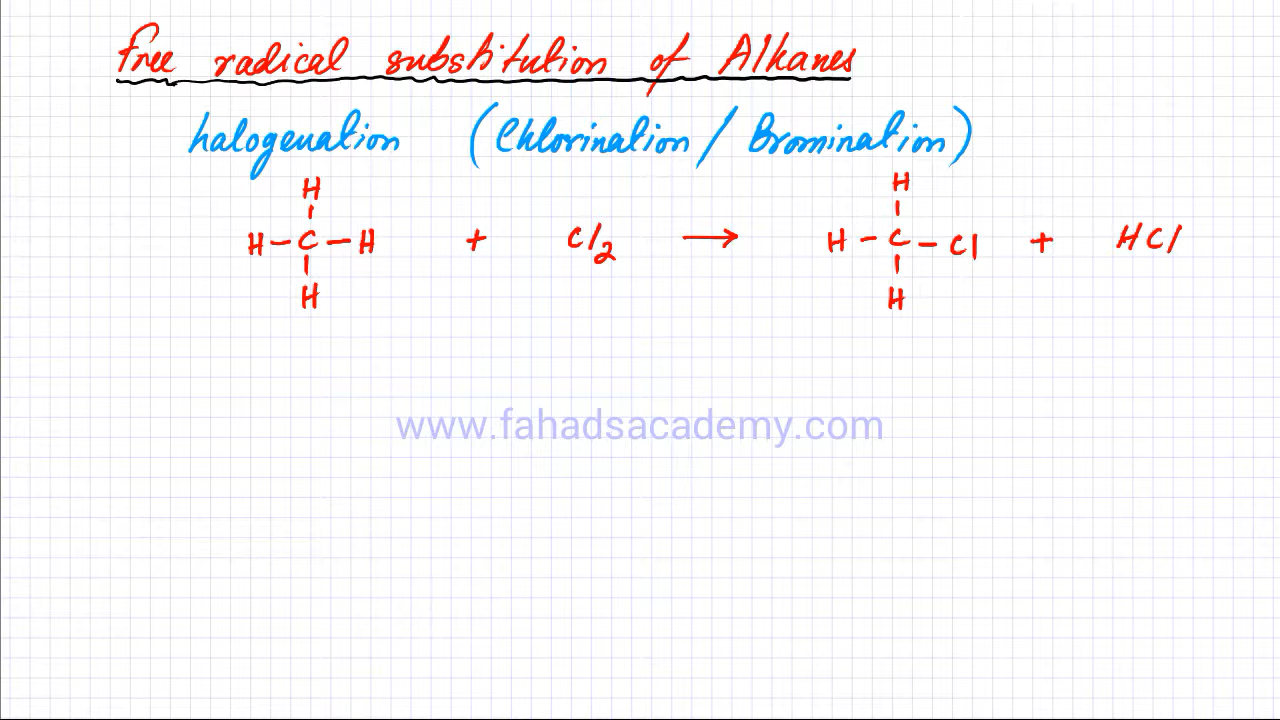 Free radical substitution of Alkanes
halogenation (Chlorination / Bromination)
H H
H - C - H + Cl2 → H - C - Cl + HCl
H H
www.fahadsacademy.com